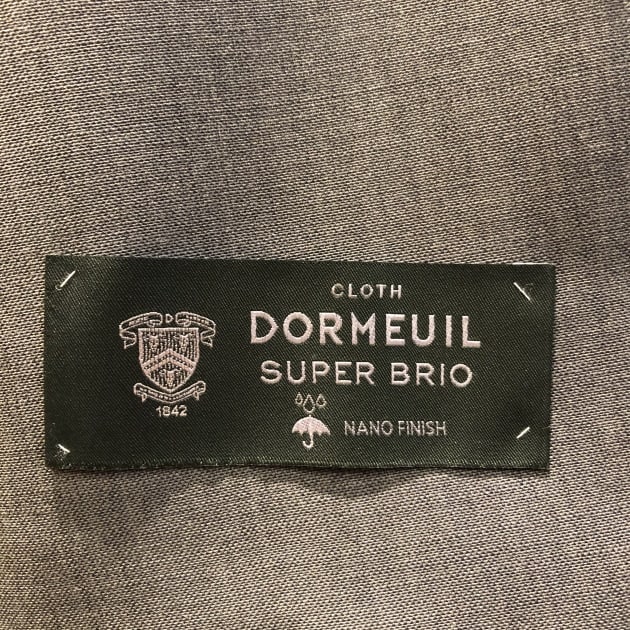 CLOTH
DORMEUIL
SUPER BRIO
1842
NANO FINISH